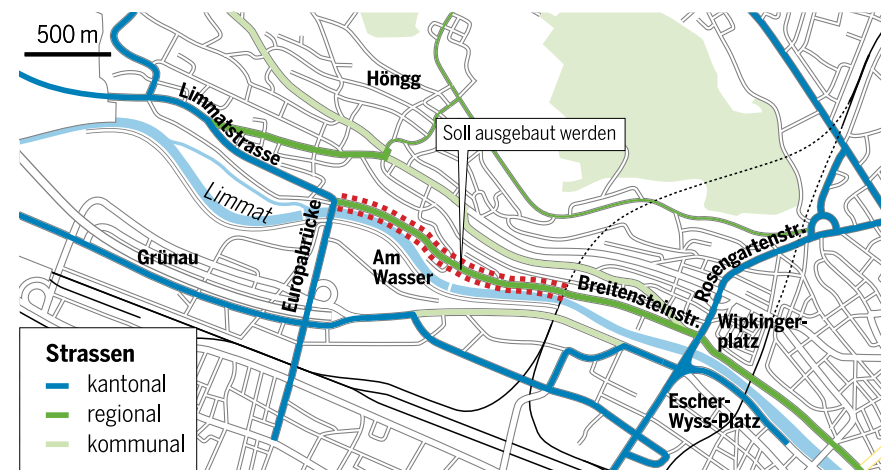 500 m
Höngg
Limmatstrasse
Soll ausgebaut werden
Limmat
Europabrücke
Grünau
Am
Wasser
Rosengartenstr.
Breitensteinstr.
Wipkinger-
platz
Escher-
Wyss-Platz
Strassen
kantonal
regional
kommunal